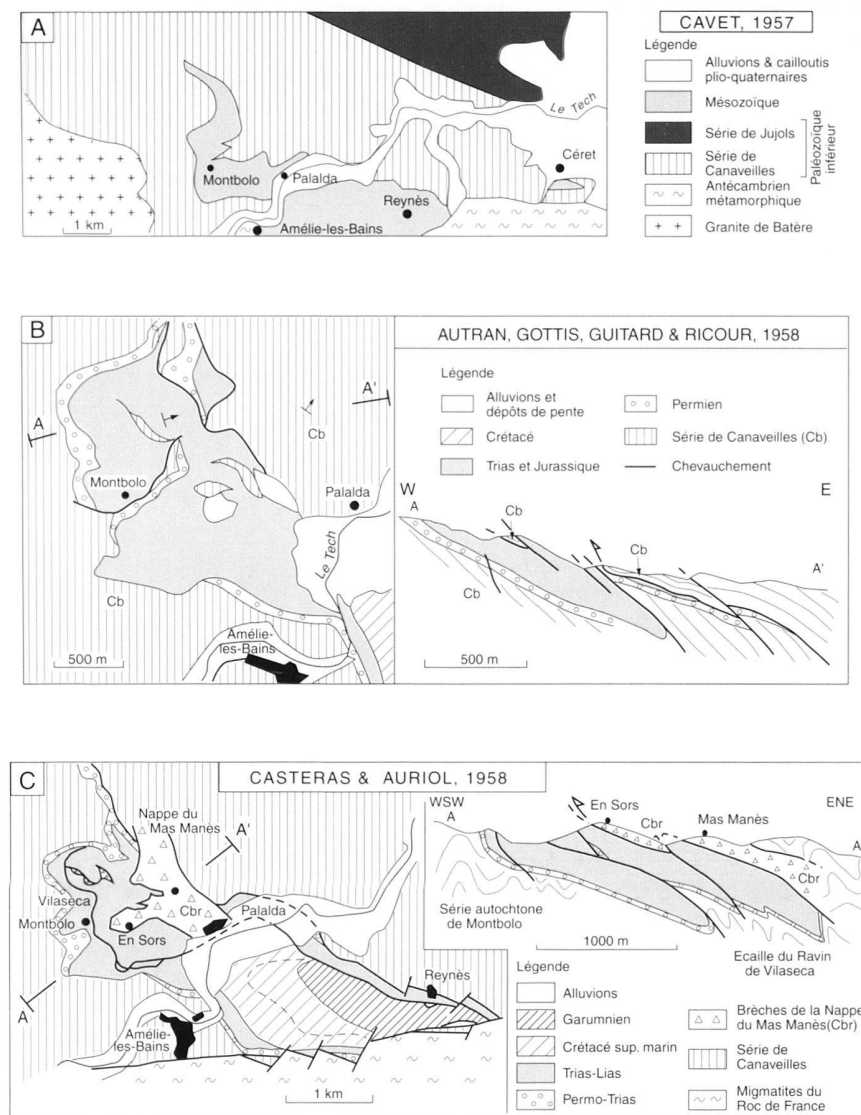 A
CAVET, 1957
Légende
Alluvions & cailloutis
plio-quaternaires
Mésozoïque
Série de Jujols
Série de
Canaveilles
Paléozoïque
inférieur
Antécambrien
métamorphique
Granite de Batère
Le Tech
Céret
Montbolo
Palalda
Reynès
Amélie-les-Bains
1 km
B
AUTRAN, GOTTIS, GUITARD & RICOUR, 1958
Légende
Alluvions et
dépôts de pente
Permien
Crétacé
Série de Canaveilles (Cb)
Trias et Jurassique
Chevauchement
A
A'
Cb
Montbolo
Palalda
Le Tech
Cb
Amélie-
les-Bains
500 m
W
E
A
Cb
Cb
A'
Cb
500 m
C
CASTERAS & AURIOL, 1958
Nappe du
Mas Manès
A'
Vilaseca
Montbolo
Cbr
En Sors
Palalda
A
Reynès
Amélie-
les-Bains
1 km
WSW
A
En Sors
Cbr
Mas Manès
ENE
A
Cbr
Série autochtone
de Montbolo
1000 m
Ecaille du Ravin
de Vilaseca
Légende
Alluvions
Garumnien
Crétacé sup. marin
Trias-Lias
Permo-Trias
Brèches de la Nappe
du Mas Manès(Cbr)
Série de
Canaveilles
Migmatites du
Roc de France